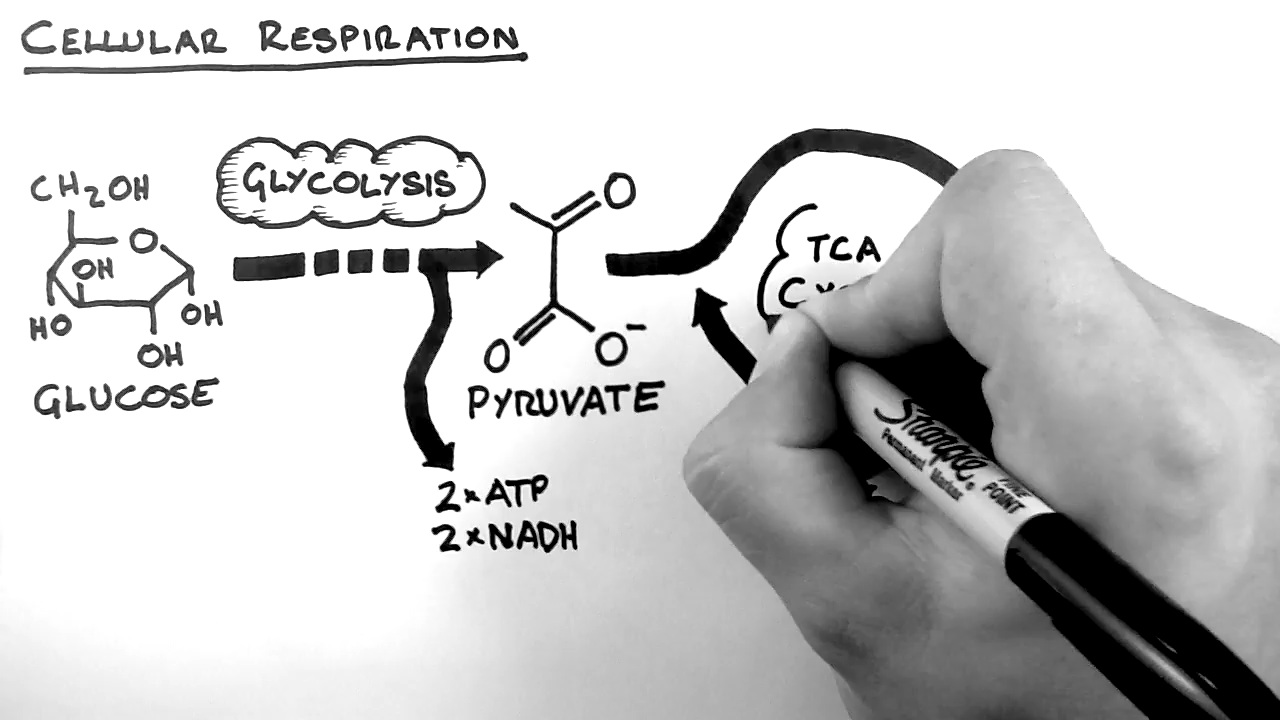 CELLULAR RESPIRATION
CH2OH
O
OH
HO
OH
OH
GLUCOSE
GLYCOLYSIS
O
O
O−
PYRUVATE
2×ATP
2×NADH
TCA
Sharpie.
Permanent Marker
FINE
POINT